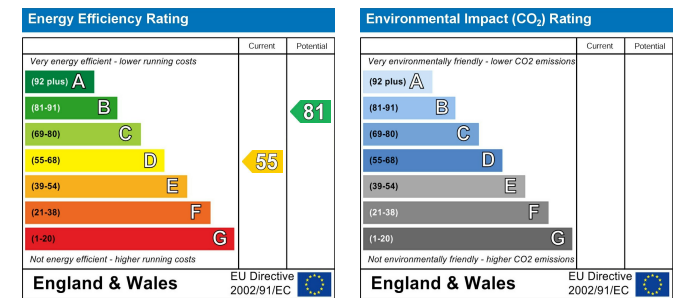 Energy Efficiency Rating
Current Potential
Very energy efficient - lower running costs
(92 plus) A
(81-91) B
81
(69-80) C
(55-68) D
55
(39-54) E
(21-38) F
(1-20) G
Not energy efficient - higher running costs
England & Wales
EU Directive
2002/91/EC
Environmental Impact (CO2) Rating
Current Potential
Very environmentally friendly - lower CO2 emissions
(92 plus) A
(81-91) B
(69-80) C
(55-68) D
(39-54) E
(21-38) F
(1-20) G
Not environmentally friendly - higher CO2 emissions
England & Wales
EU Directive
2002/91/EC